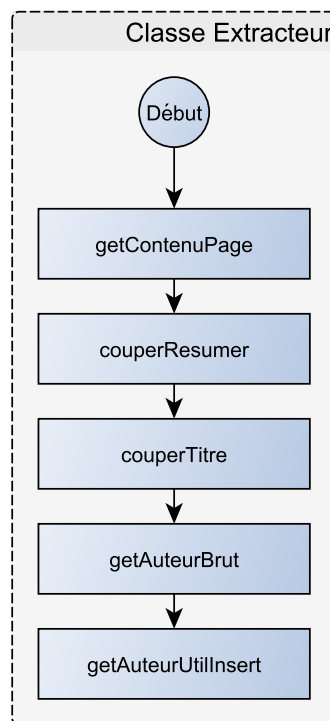 Classe Extracteur
Début
getContenuPage
couperResumer
couperTitre
getAuteurBrut
getAuteurUtilInsert